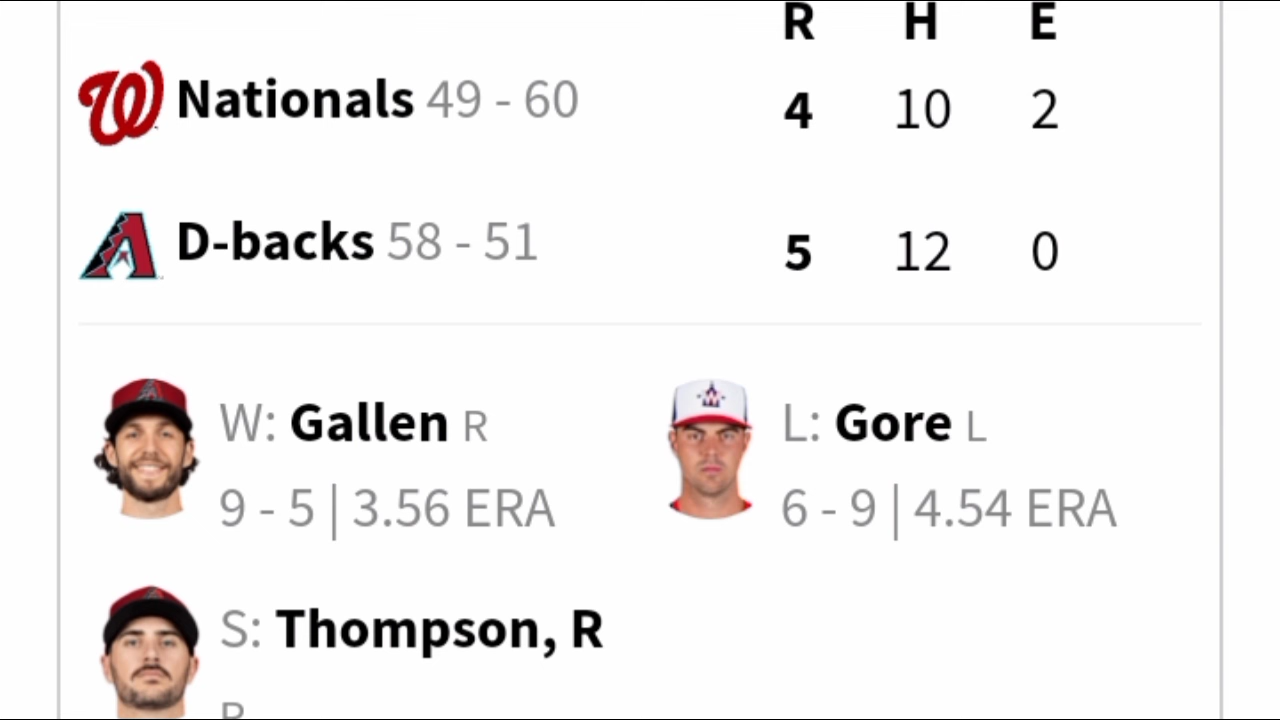 R H E
Nationals 49 - 60 4 10 2
D-backs 58 - 51 5 12 0
W: Gallen R L: Gore L
9 - 5 | 3.56 ERA 6 - 9 | 4.54 ERA
S: Thompson, R